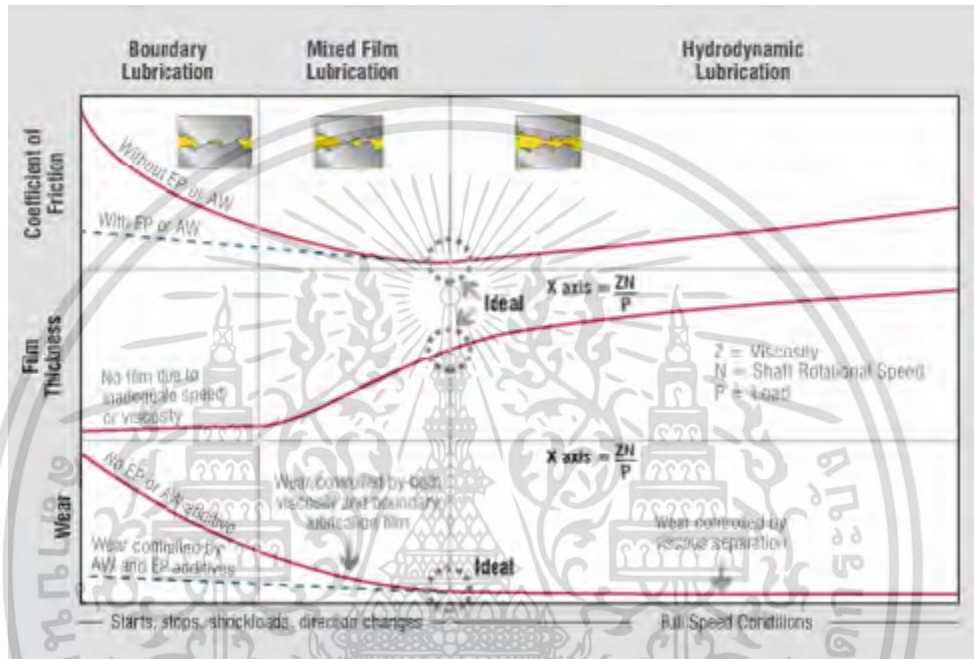 Boundary
Lubrication
Mixed Film
Lubrication
Hydrodynamic
Lubrication
Coefficient of
Friction
Without EP or AW
With EP or AW
Film
Thickness
Ideal
X axis = ZN
P
Z = Viscosity
N = Shaft Rotational Speed
P = Load
No film due to
inadequate speed
or viscosity
Wear
No EP or AW additive
Wear controlled by
AW and EP additives
Wear controlled by both
viscosity and boundary
lubrication film
X axis = ZN
P
Ideal
Wear controlled by
viscous separation
Starts, stops, shockloads, direction changes
Full Speed Conditions